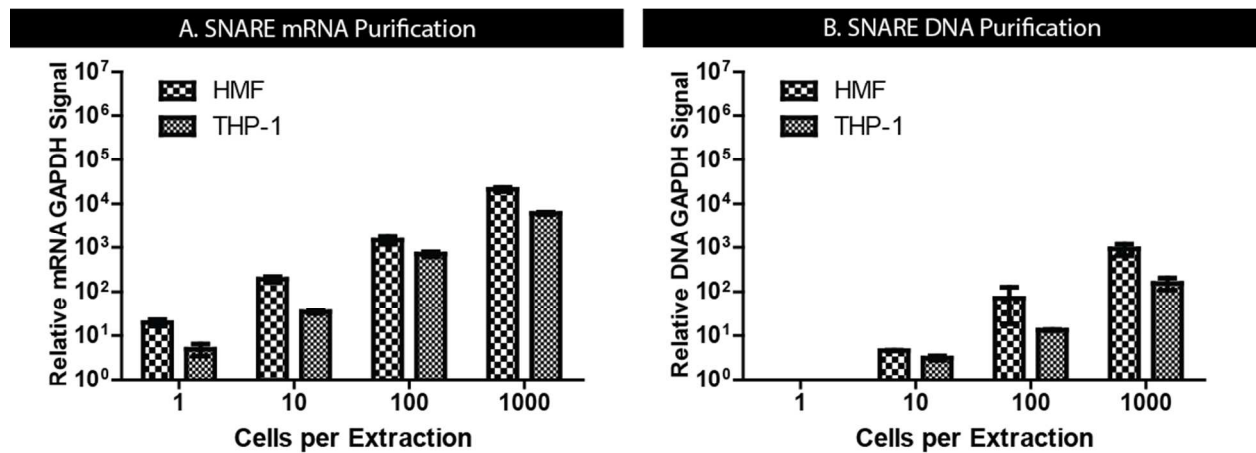 A. SNARE mRNA Purification
Relative mRNA GAPDH Signal
10⁷
10⁶
10⁵
10⁴
10³
10²
10¹
10⁰
HMF
THP-1
1 10 100 1000
Cells per Extraction
B. SNARE DNA Purification
Relative DNA GAPDH Signal
10⁷
10⁶
10⁵
10⁴
10³
10²
10¹
10⁰
HMF
THP-1
1 10 100 1000
Cells per Extraction